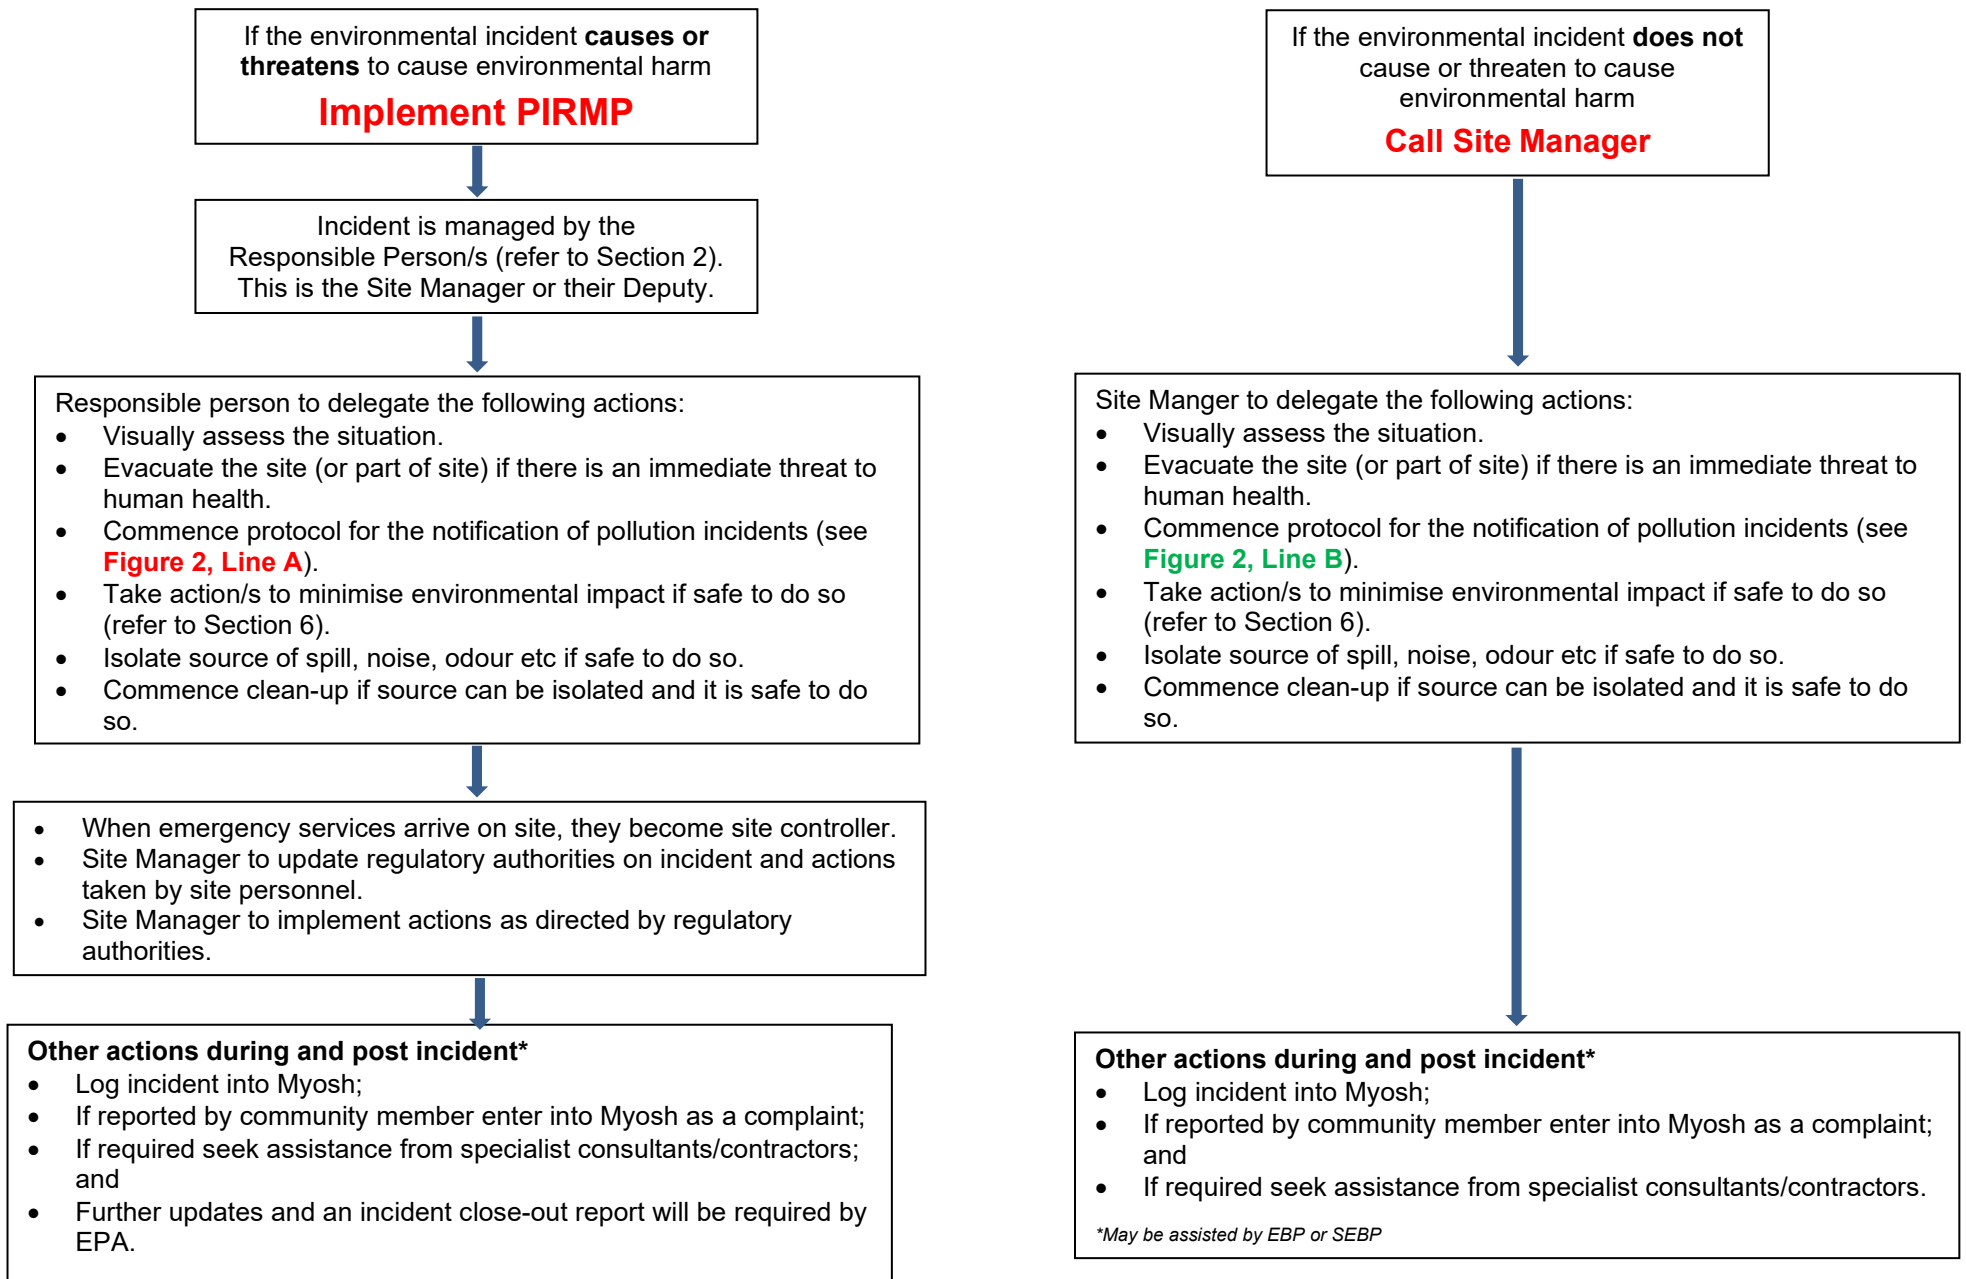 If the environmental incident causes or
threatens to cause environmental harm
Implement PIRMP
Incident is managed by the
Responsible Person/s (refer to Section 2).
This is the Site Manager or their Deputy.
Responsible person to delegate the following actions:
• Visually assess the situation.
• Evacuate the site (or part of site) if there is an immediate threat to
human health.
• Commence protocol for the notification of pollution incidents (see
Figure 2, Line A).
• Take action/s to minimise environmental impact if safe to do so
(refer to Section 6).
• Isolate source of spill, noise, odour etc if safe to do so.
• Commence clean-up if source can be isolated and it is safe to do
so.
• When emergency services arrive on site, they become site controller.
• Site Manager to update regulatory authorities on incident and actions
taken by site personnel.
• Site Manager to implement actions as directed by regulatory
authorities.
Other actions during and post incident*
• Log incident into Myosh;
• If reported by community member enter into Myosh as a complaint;
• If required seek assistance from specialist consultants/contractors;
and
• Further updates and an incident close-out report will be required by
EPA.
If the environmental incident does not
cause or threaten to cause
environmental harm
Call Site Manager
Site Manger to delegate the following actions:
• Visually assess the situation.
• Evacuate the site (or part of site) if there is an immediate threat to
human health.
• Commence protocol for the notification of pollution incidents (see
Figure 2, Line B).
• Take action/s to minimise environmental impact if safe to do so
(refer to Section 6).
• Isolate source of spill, noise, odour etc if safe to do so.
• Commence clean-up if source can be isolated and it is safe to do
so.
Other actions during and post incident*
• Log incident into Myosh;
• If reported by community member enter into Myosh as a complaint;
and
• If required seek assistance from specialist consultants/contractors.
*May be assisted by EBP or SEBP